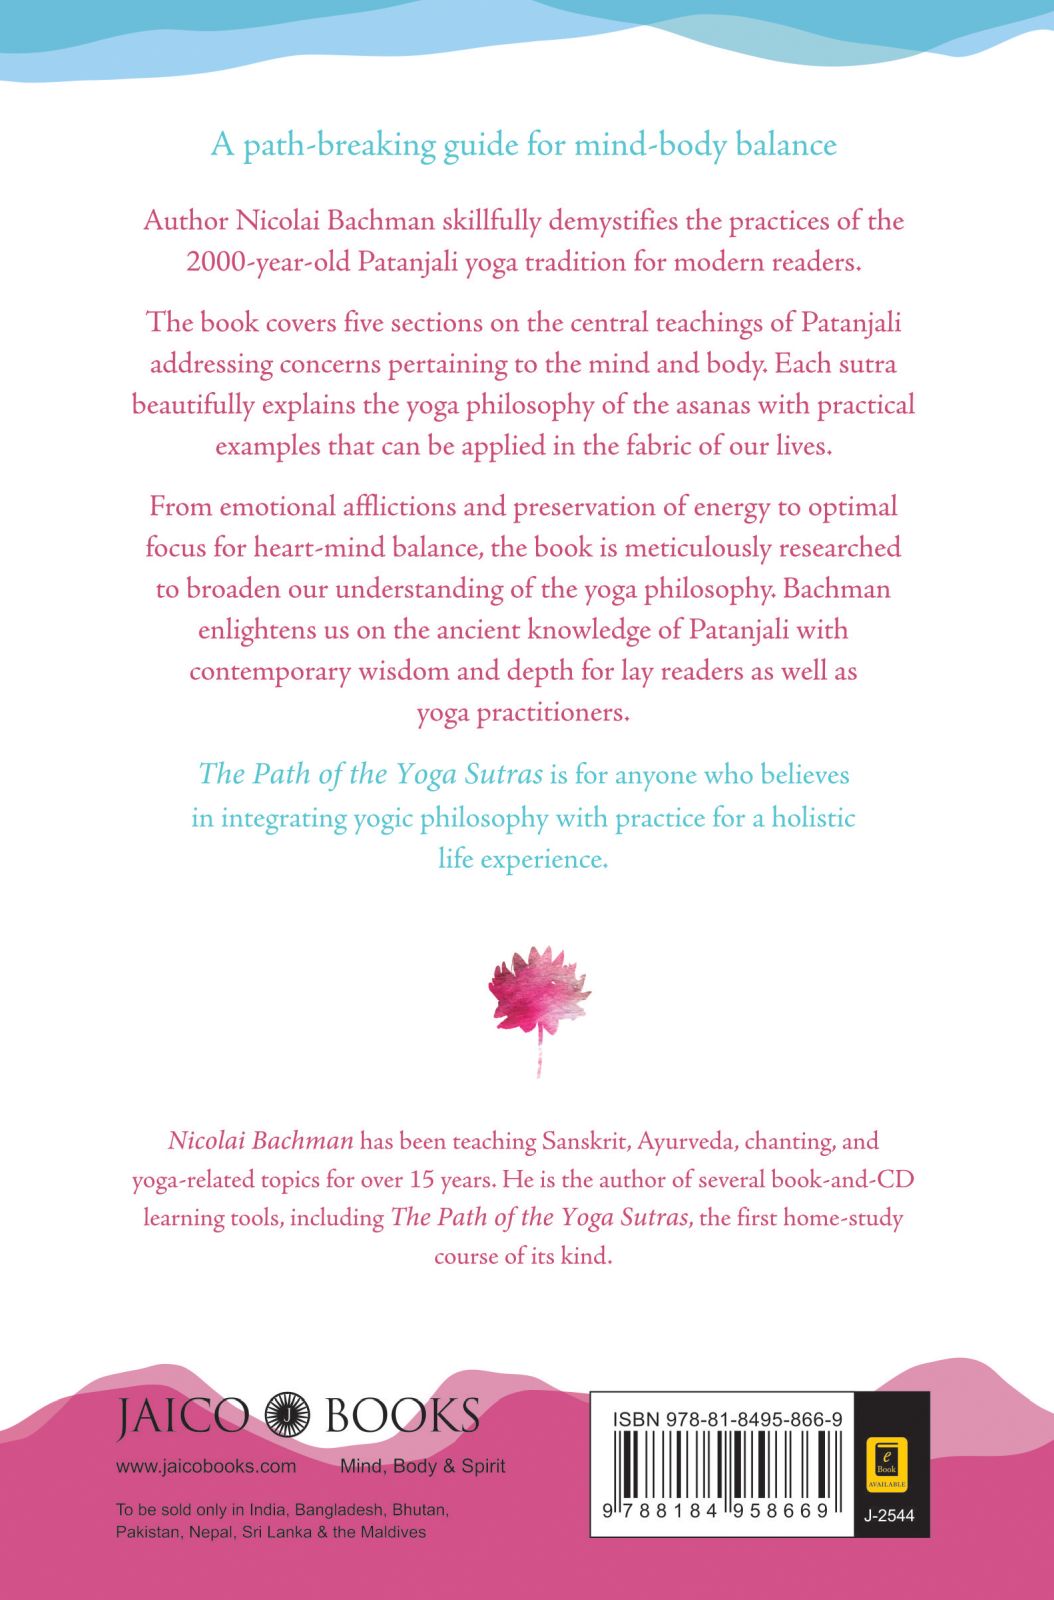 A path-breaking guide for mind-body balance
Author Nicolai Bachman skillfully demystifies the practices of the
2000-year-old Patanjali yoga tradition for modern readers.
The book covers five sections on the central teachings of Patanjali
addressing concerns pertaining to the mind and body. Each sutra
beautifully explains the yoga philosophy of the asanas with practical
examples that can be applied in the fabric of our lives.
From emotional afflictions and preservation of energy to optimal
focus for heart-mind balance, the book is meticulously researched
to broaden our understanding of the yoga philosophy. Bachman
enlightens us on the ancient knowledge of Patanjali with
contemporary wisdom and depth for lay readers as well as
yoga practitioners.
The Path of the Yoga Sutras is for anyone who believes
in integrating yogic philosophy with practice for a holistic
life experience.
Nicolai Bachman has been teaching Sanskrit, Ayurveda, chanting, and
yoga-related topics for over 15 years. He is the author of several book-and-CD
learning tools, including The Path of the Yoga Sutras, the first home-study
course of its kind.
JAICO J BOOKS
www.jaicobooks.com Mind, Body & Spirit
To be sold only in India, Bangladesh, Bhutan,
Pakistan, Nepal, Sri Lanka & the Maldives
ISBN 978-81-8495-866-9
9 788184 958669
e
Book
AVAILABLE
J-2544